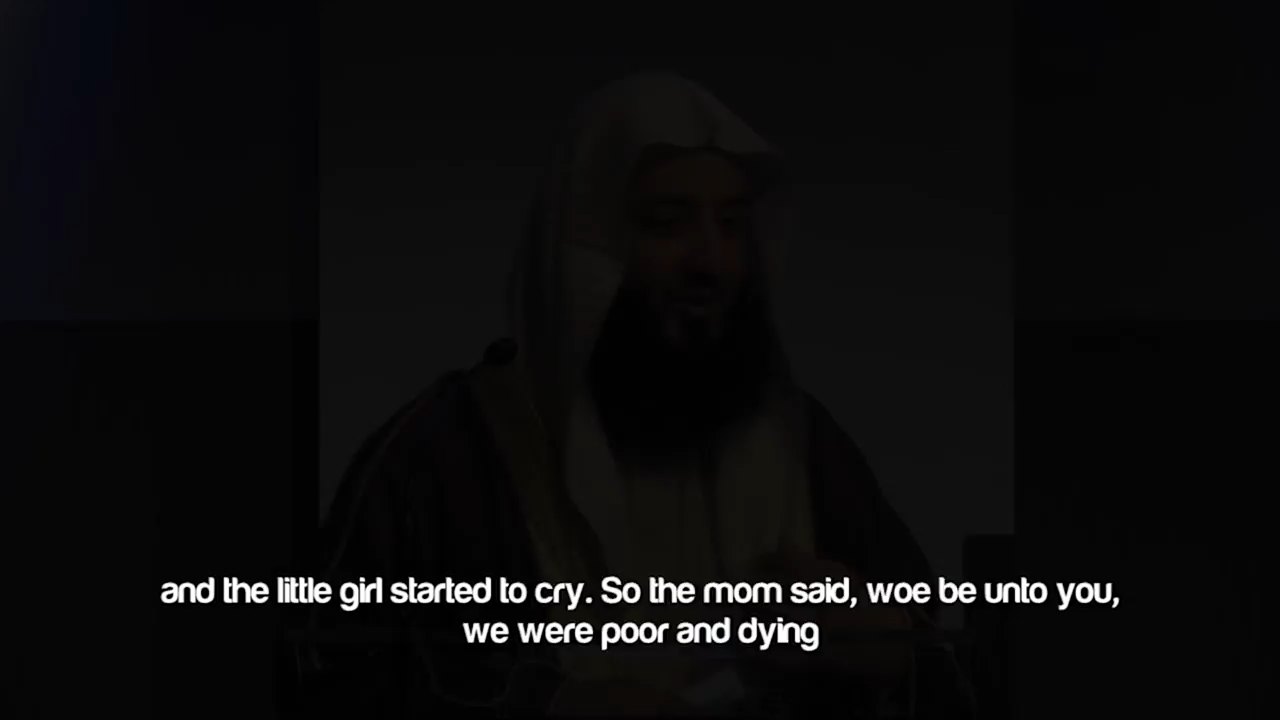 and the little girl started to cry. So the mom said, woe be unto you,
we were poor and dying